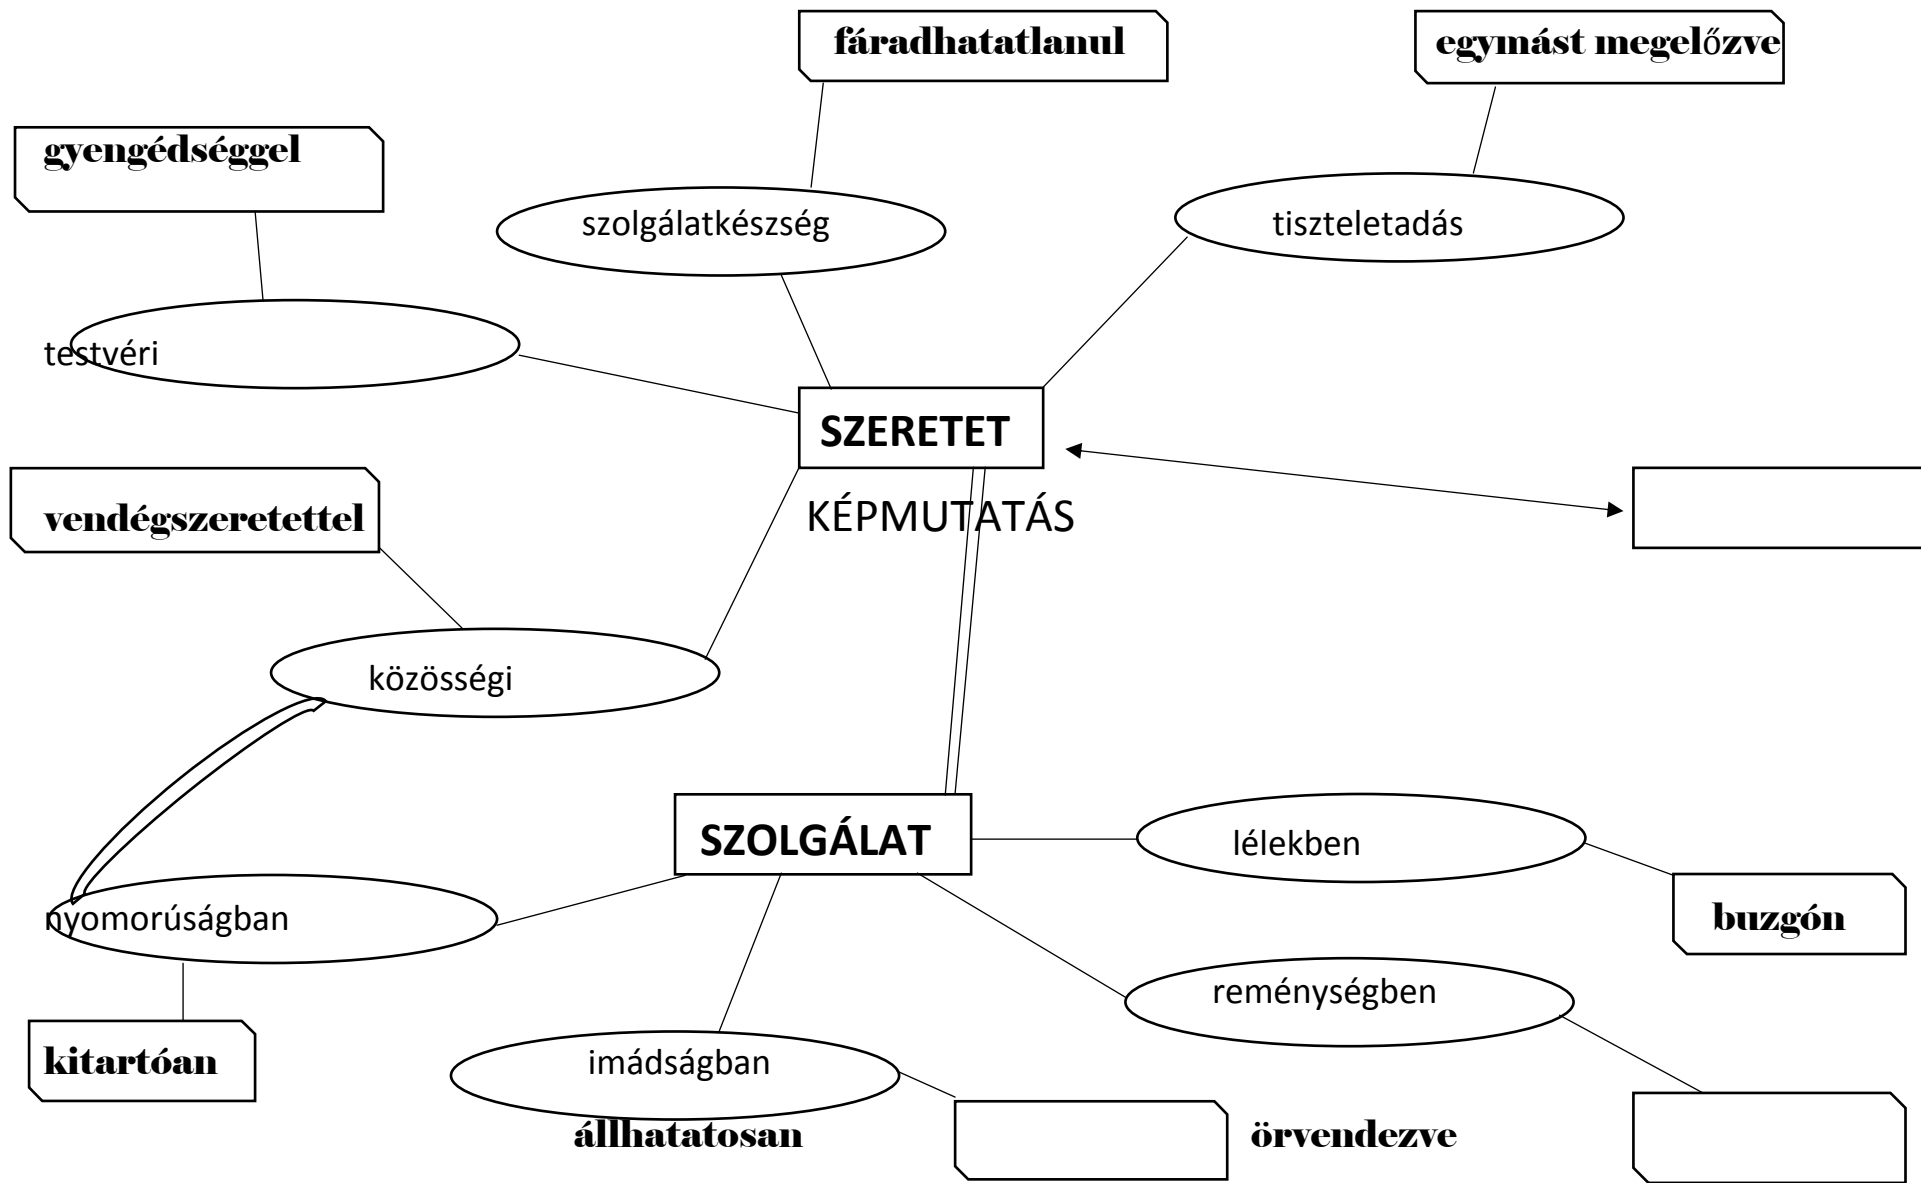 fáradhatatlanul
egymást megelőzve
gyengédséggel
szolgálatkészség
tiszteletadás
testvéri
SZERETET
vendégszeretettel
KÉPMUTATÁS
közösségi
SZOLGÁLAT
lélekben
nyomorúságban
buzgón
reménységben
kitartóan
imádságban
állhatatosan
örvendezve